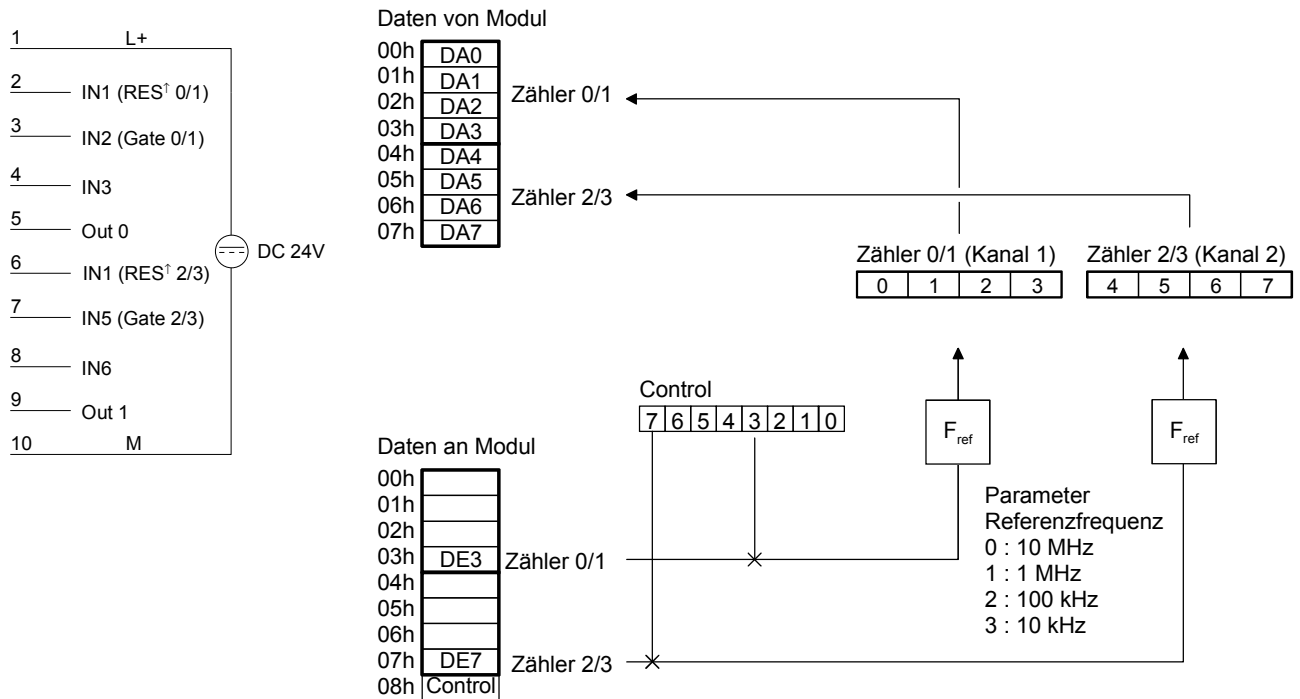 1 L+
2 IN1 (RES↑ 0/1)
3 IN2 (Gate 0/1)
4 IN3
5 Out 0
6 IN1 (RES↑ 2/3)
7 IN5 (Gate 2/3)
8 IN6
9 Out 1
10 M
DC 24V
Daten von Modul
00h DA0
01h DA1
02h DA2
03h DA3
Zähler 0/1
04h DA4
05h DA5
06h DA6
07h DA7
Zähler 2/3
Zähler 0/1 (Kanal 1)
0 1 2 3
Zähler 2/3 (Kanal 2)
4 5 6 7
Control
7 6 5 4 3 2 1 0
Fref
Fref
Parameter
Referenzfrequenz
0 : 10 MHz
1 : 1 MHz
2 : 100 kHz
3 : 10 kHz
Daten an Modul
00h
01h
02h
03h DE3 Zähler 0/1
04h
05h
06h
07h DE7 Zähler 2/3
08h Control